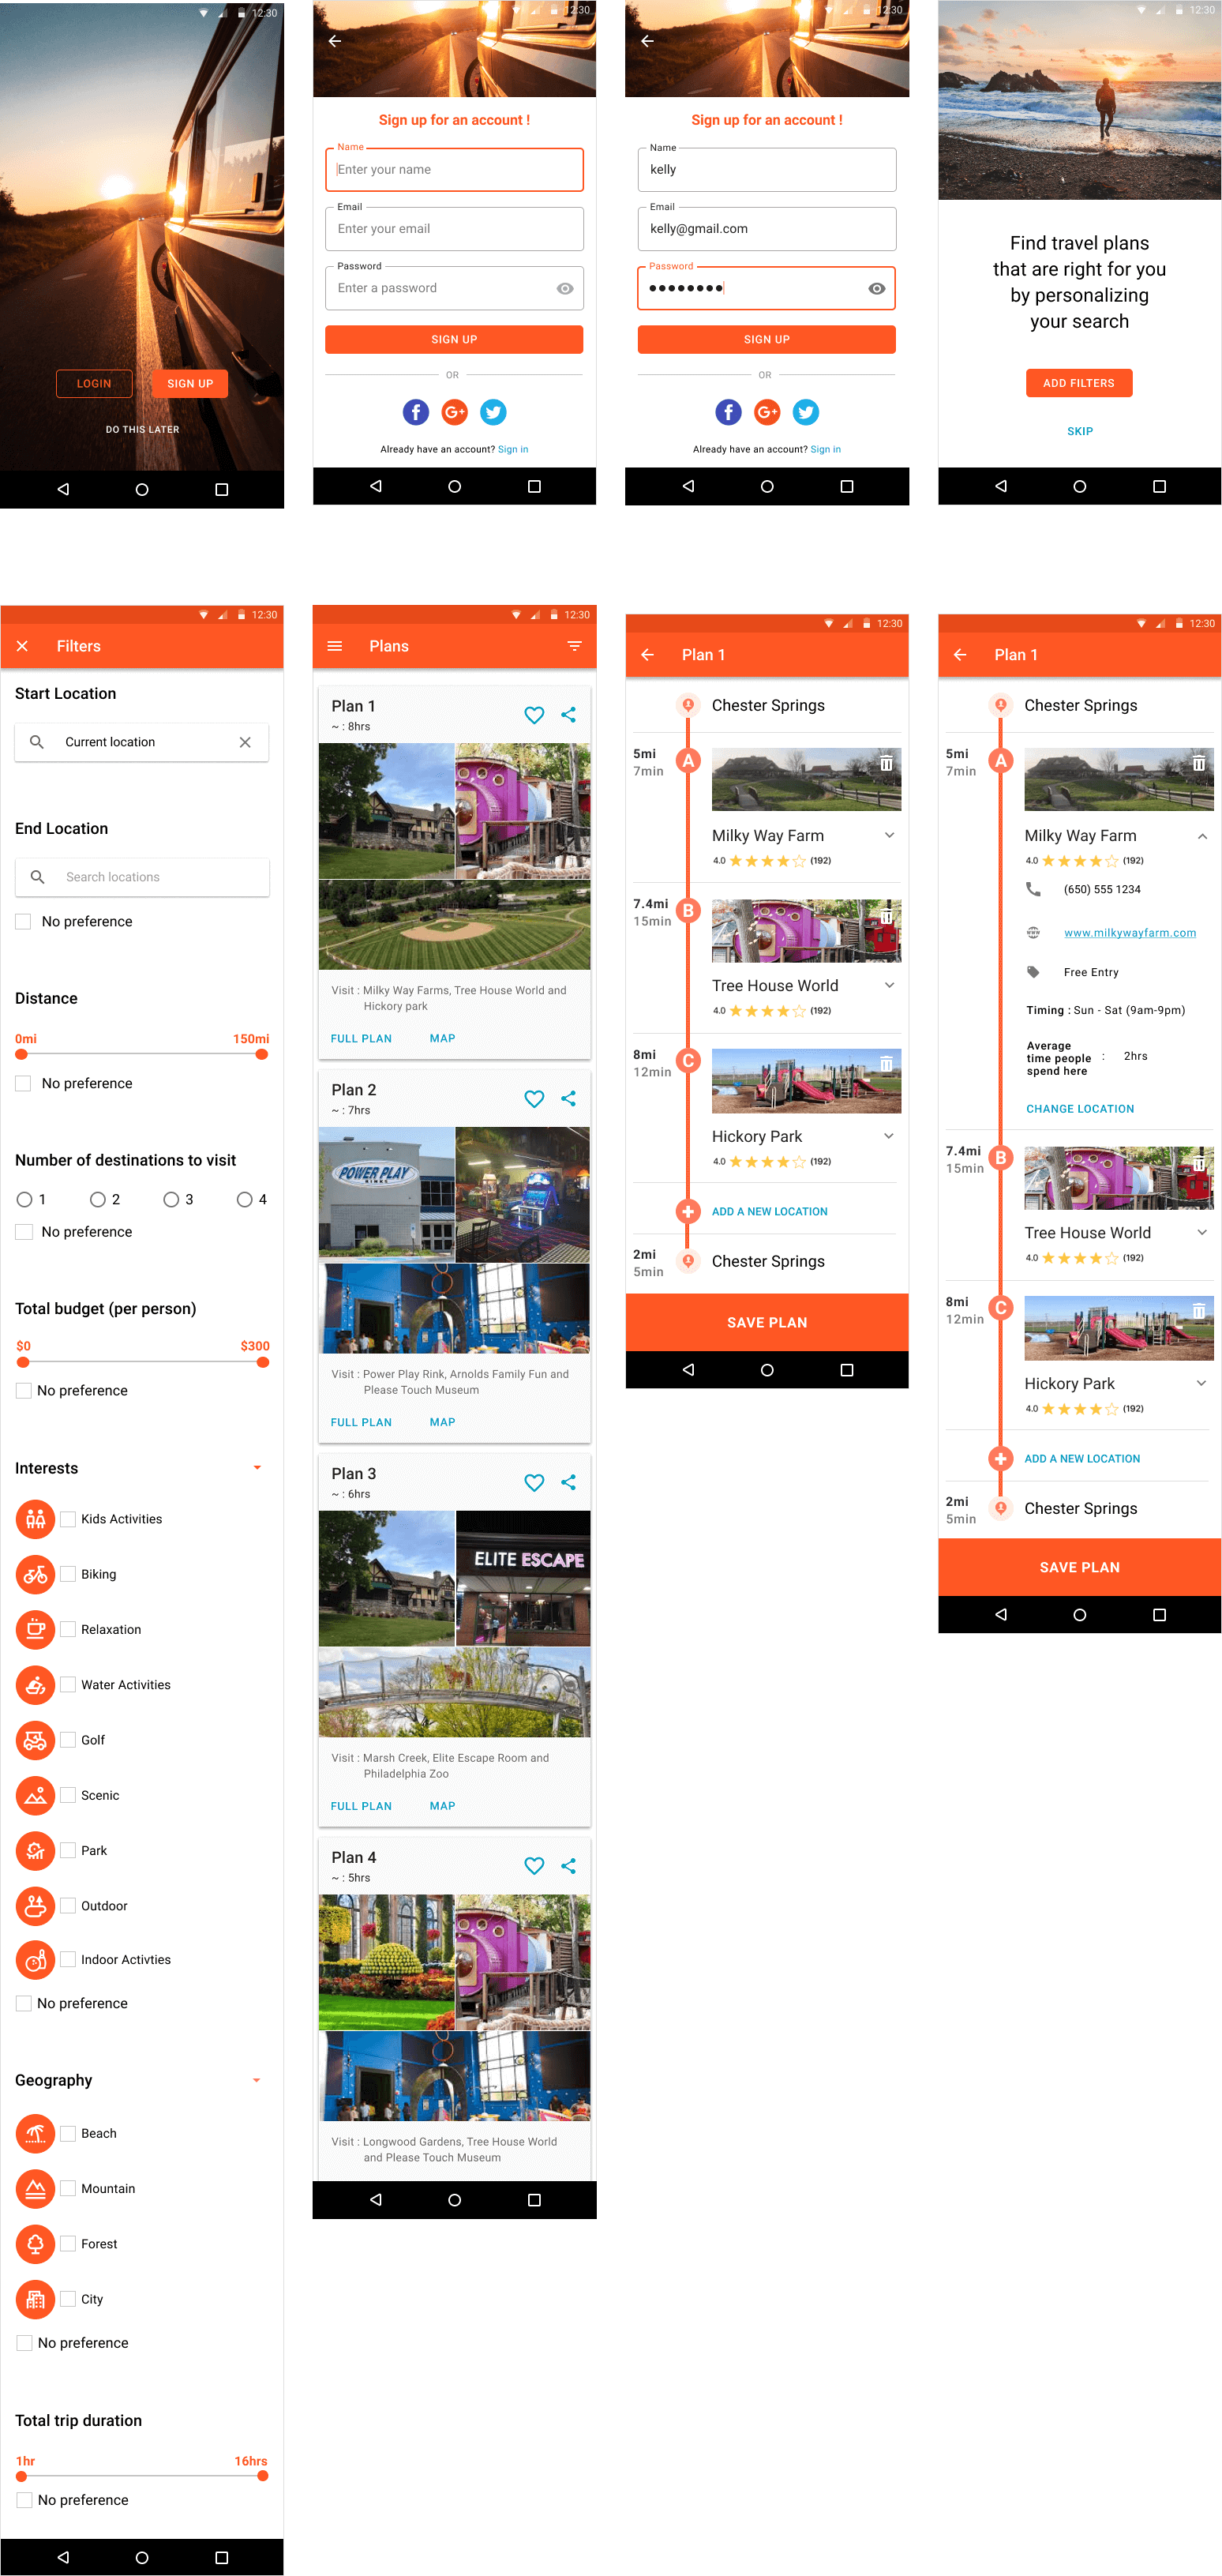 12:30
LOGIN
SIGN UP
DO THIS LATER
12:30
Sign up for an account !
Name
Enter your name
Email
Enter your email
Password
Enter a password
SIGN UP
OR
f
G+
Already have an account? Sign in
12:30
Sign up for an account !
Name
kelly
Email
kelly@gmail.com
Password
●●●●●●●●
SIGN UP
OR
f
G+
Already have an account? Sign in
12:30
Find travel plans
that are right for you
by personalizing
your search
ADD FILTERS
SKIP
12:30
Filters
Start Location
Current location
End Location
Search locations
No preference
Distance
0mi 150mi
No preference
Number of destinations to visit
1 2 3 4
No preference
Total budget (per person)
$0 $300
No preference
Interests
Kids Activities
Biking
Relaxation
Water Activities
Golf
Scenic
Park
Outdoor
Indoor Activties
No preference
Geography
Beach
Mountain
Forest
City
No preference
Total trip duration
1hr 16hrs
No preference
12:30
Plans
Plan 1
~ : 8hrs
Visit : Milky Way Farms, Tree House World and
Hickory park
FULL PLAN MAP
Plan 2
~ : 7hrs
POWER PLAY
RINKS
Visit : Power Play Rink, Arnolds Family Fun and
Please Touch Museum
FULL PLAN MAP
Plan 3
~ : 6hrs
ELITE ESCAPE
Visit : Marsh Creek, Elite Escape Room and
Philadelphia Zoo
FULL PLAN MAP
Plan 4
~ : 5hrs
Visit : Longwood Gardens, Tree House World
and Please Touch Museum
12:30
Plan 1
Chester Springs
5mi
7min
A
Milky Way Farm
4.0 (192)
7.4mi
15min
B
Tree House World
4.0 (192)
8mi
12min
C
Hickory Park
4.0 (192)
ADD A NEW LOCATION
2mi
5min
Chester Springs
SAVE PLAN
12:30
Plan 1
Chester Springs
5mi
7min
A
Milky Way Farm
4.0 (192)
(650) 555 1234
WWW
www.milkywayfarm.com
Free Entry
Timing : Sun - Sat (9am-9pm)
Average
time people : 2hrs
spend here
CHANGE LOCATION
7.4mi
15min
B
Tree House World
4.0 (192)
8mi
12min
C
Hickory Park
4.0 (192)
ADD A NEW LOCATION
2mi
5min
Chester Springs
SAVE PLAN